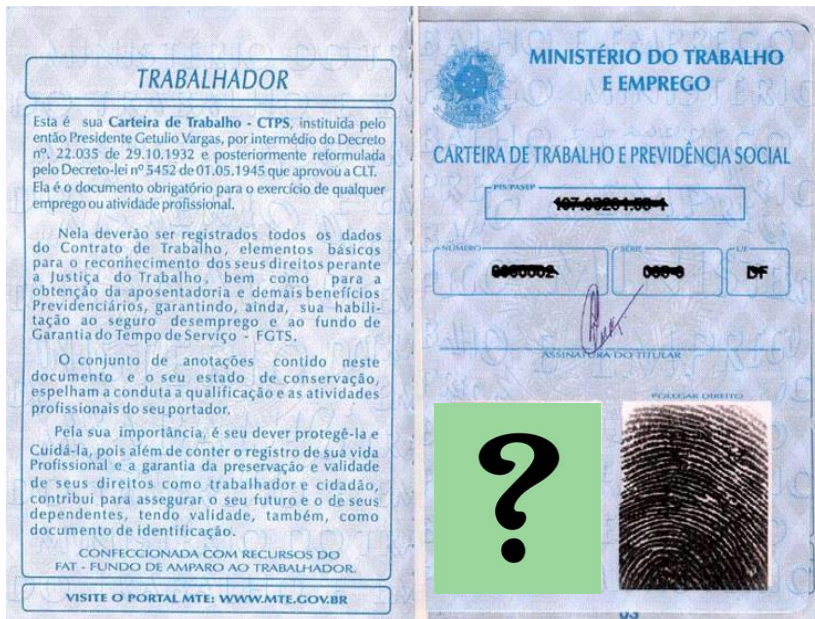 TRABALHADOR
Esta é sua Carteira de Trabalho - CTPS, instituida pelo
então Presidente Getulio Vargas, por intermédio do Decreto
nº. 22.035 de 29.10.1932 e posteriormente reformulada
pelo Decreto-lei nº 5452 de 01.05.1945 que aprovou a CLT.
Ela é o documento obrigatório para o exercício de qualquer
emprego ou atividade profissional.
Nela deverão ser registrados todos os dados
do Contrato de Trabalho, elementos básicos
para o reconhecimento dos seus direitos perante
a Justiça do Trabalho, bem como para a
obtenção da aposentadoria e demais benefícios
Previdenciários, garantindo, ainda, sua habili-
tação ao seguro desemprego e ao fundo de
Garantia do Tempo de Serviço - FGTS.
O conjunto de anotações contido neste
documento e o seu estado de conservação,
espelham a conduta a qualificação e as atividades
profissionais do seu portador.
Pela sua importância, é seu dever protegê-la e
Cuidá-la, pois além de conter o registro de sua vida
Profissional e a garantia da preservação e validade
de seus direitos como trabalhador e cidadão,
contribui para assegurar o seu futuro e o de seus
dependentes, tendo validade, também, como
documento de identificação.
CONFECCIONADA COM RECURSOS DO
FAT - FUNDO DE AMPARO AO TRABALHADOR.
VISITE O PORTAL MTE: WWW.MTE.GOV.BR
MINISTÉRIO DO TRABALHO
E EMPREGO
CARTEIRA DE TRABALHO E PREVIDÊNCIA SOCIAL
PIS/PASEP
NÚMERO SÉRIE UF
DF
ASSINATURA DO TITULAR
POLEGAR DIREITO
?
03